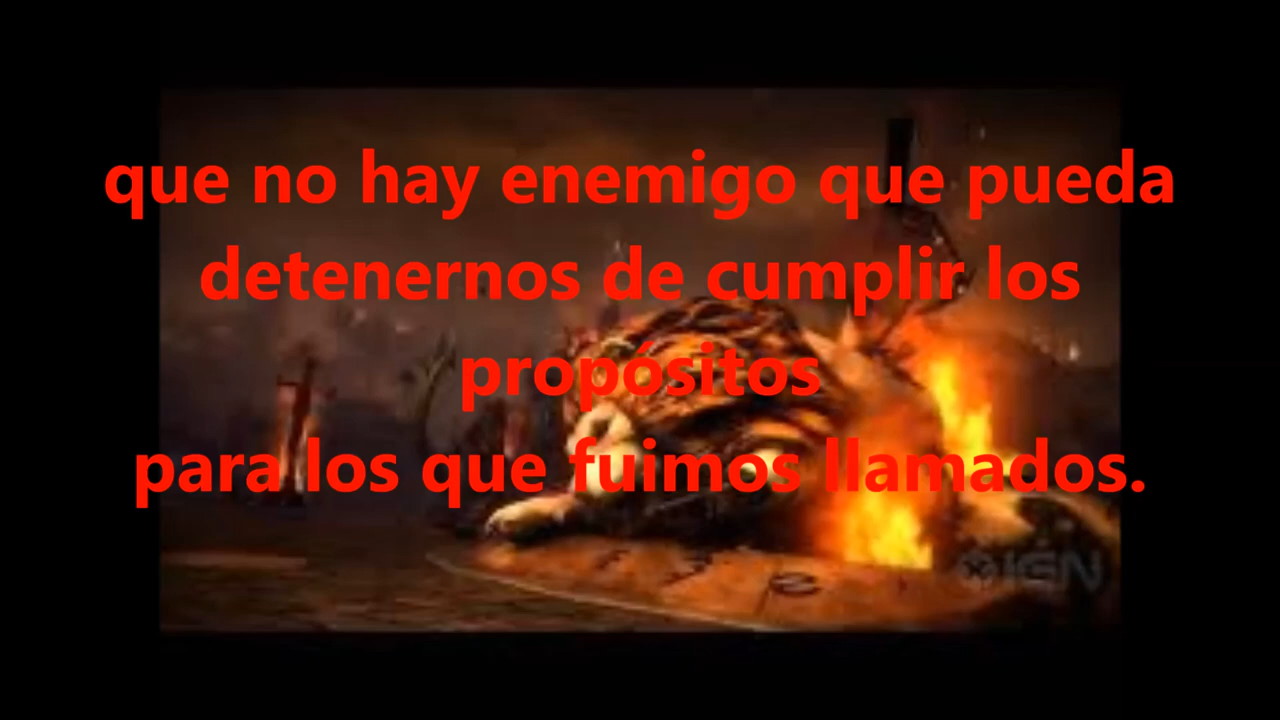 que no hay enemigo que pueda
detenernos de cumplir los
propósitos
para los que fuimos llamados.
IGN